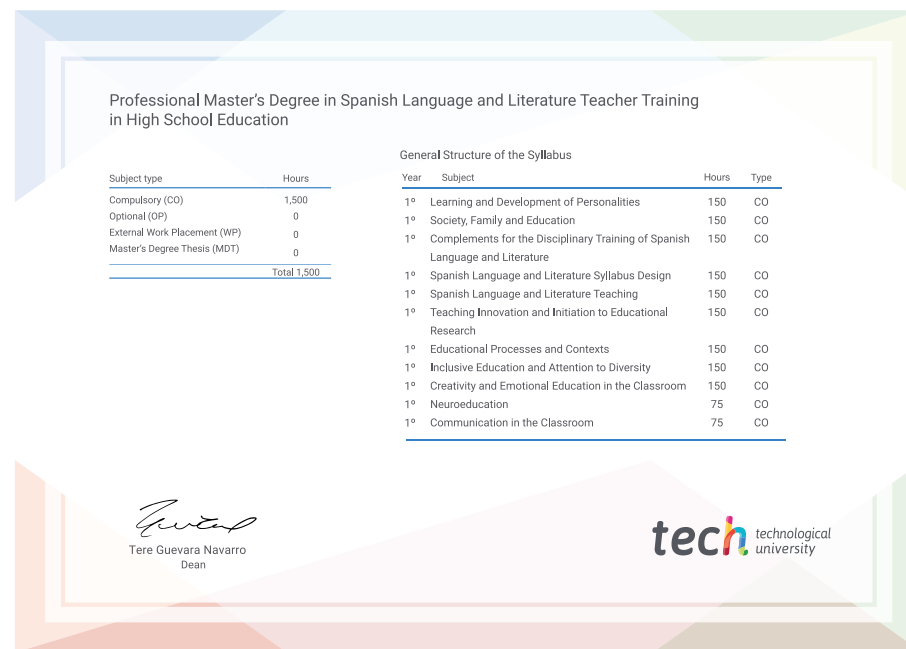 Professional Master's Degree in Spanish Language and Literature Teacher Training
in High School Education
Subject type Hours
Compulsory (CO) 1,500
Optional (OP) 0
External Work Placement (WP) 0
Master's Degree Thesis (MDT) 0
Total 1,500
General Structure of the Syllabus
Year Subject Hours Type
1º Learning and Development of Personalities 150 CO
1º Society, Family and Education 150 CO
1º Complements for the Disciplinary Training of Spanish 150 CO
Language and Literature
1º Spanish Language and Literature Syllabus Design 150 CO
1º Spanish Language and Literature Teaching 150 CO
1º Teaching Innovation and Initiation to Educational 150 CO
Research
1º Educational Processes and Contexts 150 CO
1º Inclusive Education and Attention to Diversity 150 CO
1º Creativity and Emotional Education in the Classroom 150 CO
1º Neuroeducation 75 CO
1º Communication in the Classroom 75 CO
Tere Guevara Navarro
Dean
tech technological
university